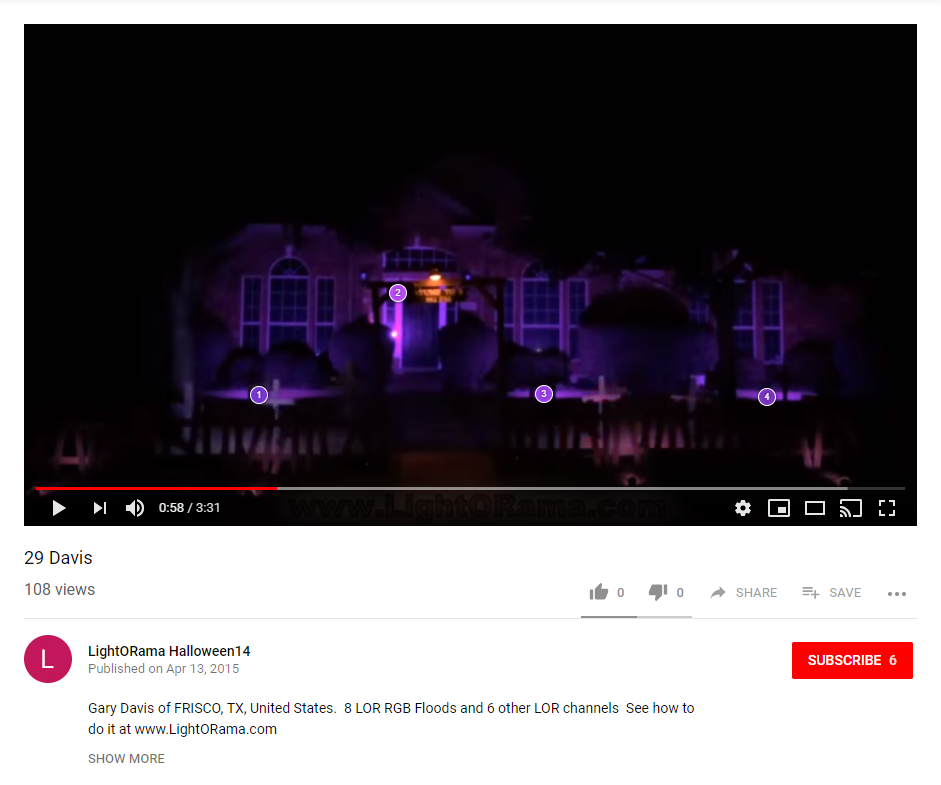 2
1
3
4
0:58 / 3:31
www.LightORama.com
29 Davis
108 views
0
0
SHARE
SAVE
L
LightORama Halloween14
Published on Apr 13, 2015
SUBSCRIBE 6
Gary Davis of FRISCO, TX, United States.  8 LOR RGB Floods and 6 other LOR channels  See how to
do it at www.LightORama.com
SHOW MORE